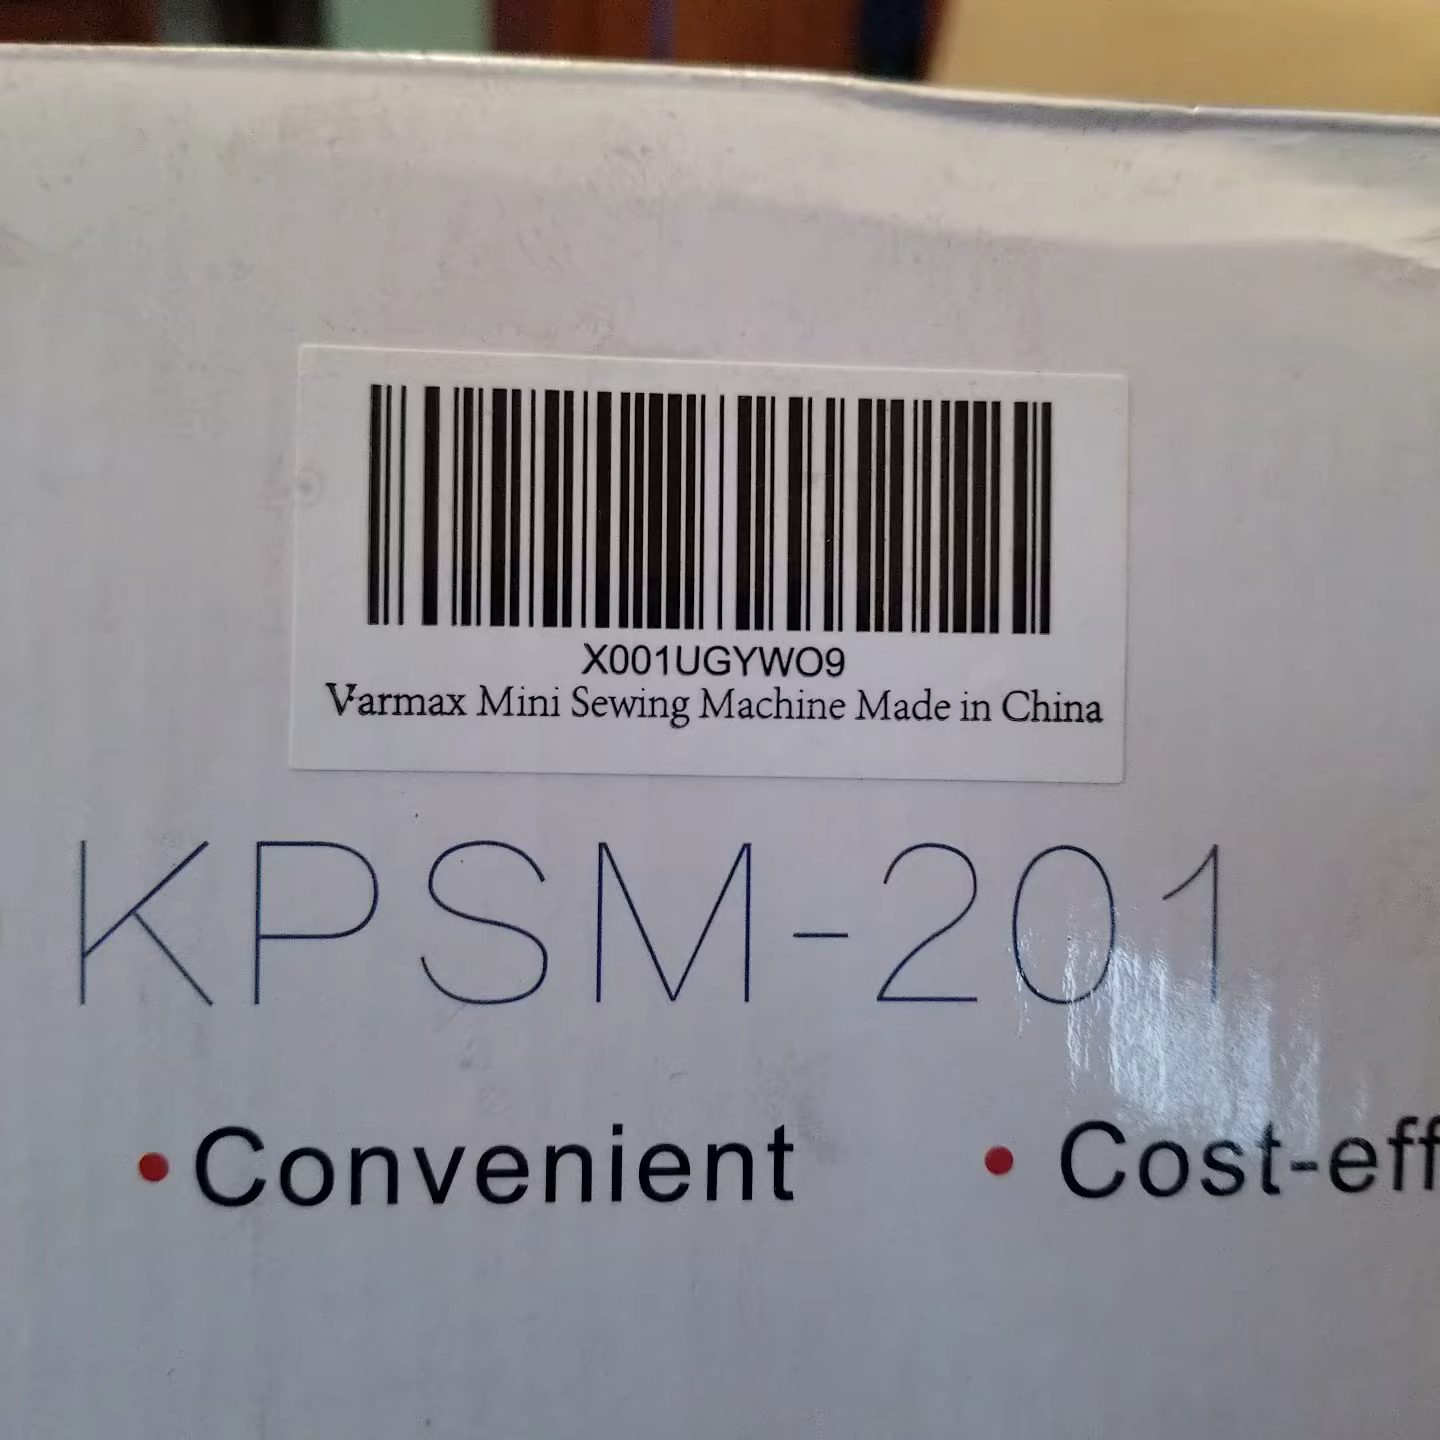 X001UGYWO9
Varmax Mini Sewing Machine Made in China
KPSM-201
• Convenient • Cost-eff